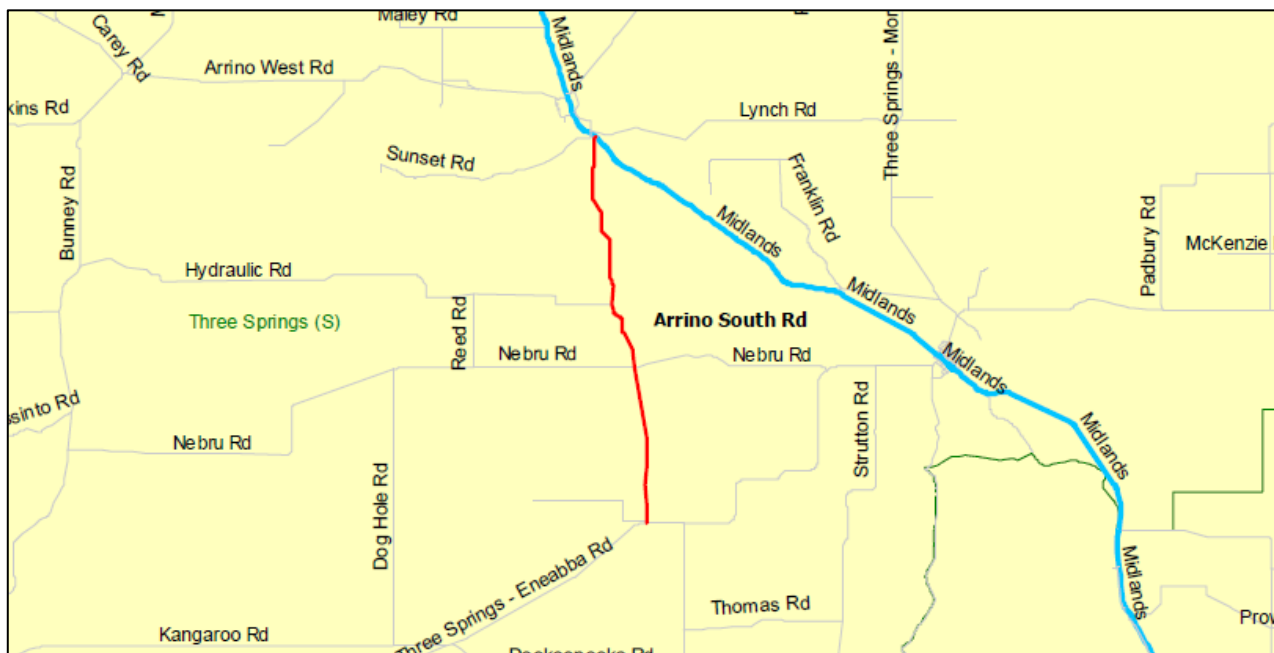 Maley Rd
Carey Rd
Midlands
Arrino West Rd
kins Rd
Lynch Rd
Three Springs - Mor
Sunset Rd
Franklin Rd
Bunney Rd
Midlands
Padbury Rd
McKenzie
Hydraulic Rd
Midlands
Three Springs (S)
Reed Rd
Arrino South Rd
Nebru Rd
Nebru Rd
Midlands
Strutton Rd
ssinto Rd
Nebru Rd
Midlands
Dog Hole Rd
Three Springs - Eneabba Rd
Midlands
Thomas Rd
Prow
Kangaroo Rd